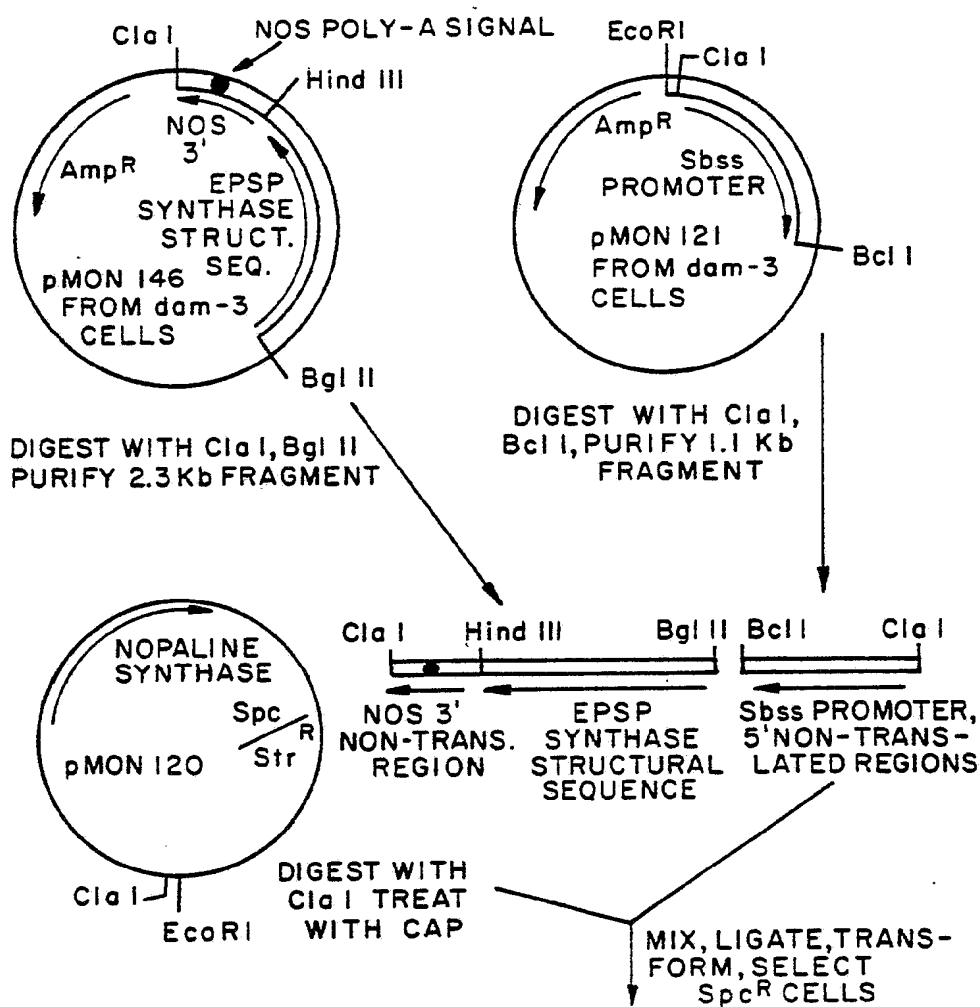 Cla I
NOS POLY-A SIGNAL
Hind III
NOS
3'
AmpR
EPSP
SYNTHASE
STRUCT.
SEQ.
pMON 146
FROM dam-3
CELLS
Bgl II
EcoRI
Cla I
AmpR
Sbss
PROMOTER
pMON 121
FROM dam-3
CELLS
Bcl I
DIGEST WITH Cla I, Bgl II
PURIFY 2.3 Kb FRAGMENT
DIGEST WITH Cla I,
Bcl I, PURIFY 1.1 Kb
FRAGMENT
NOPALINE
SYNTHASE
Spc
R
Str
pMON 120
Cla I
EcoRI
Cla I Hind III Bgl II Bcl I Cla I
NOS 3'
NON-TRANS.
REGION
EPSP
SYNTHASE
STRUCTURAL
SEQUENCE
Sbss PROMOTER,
5' NON-TRANS-
LATED REGIONS
DIGEST WITH
Cla I TREAT
WITH CAP
MIX, LIGATE, TRANS-
FORM, SELECT
SpcR CELLS